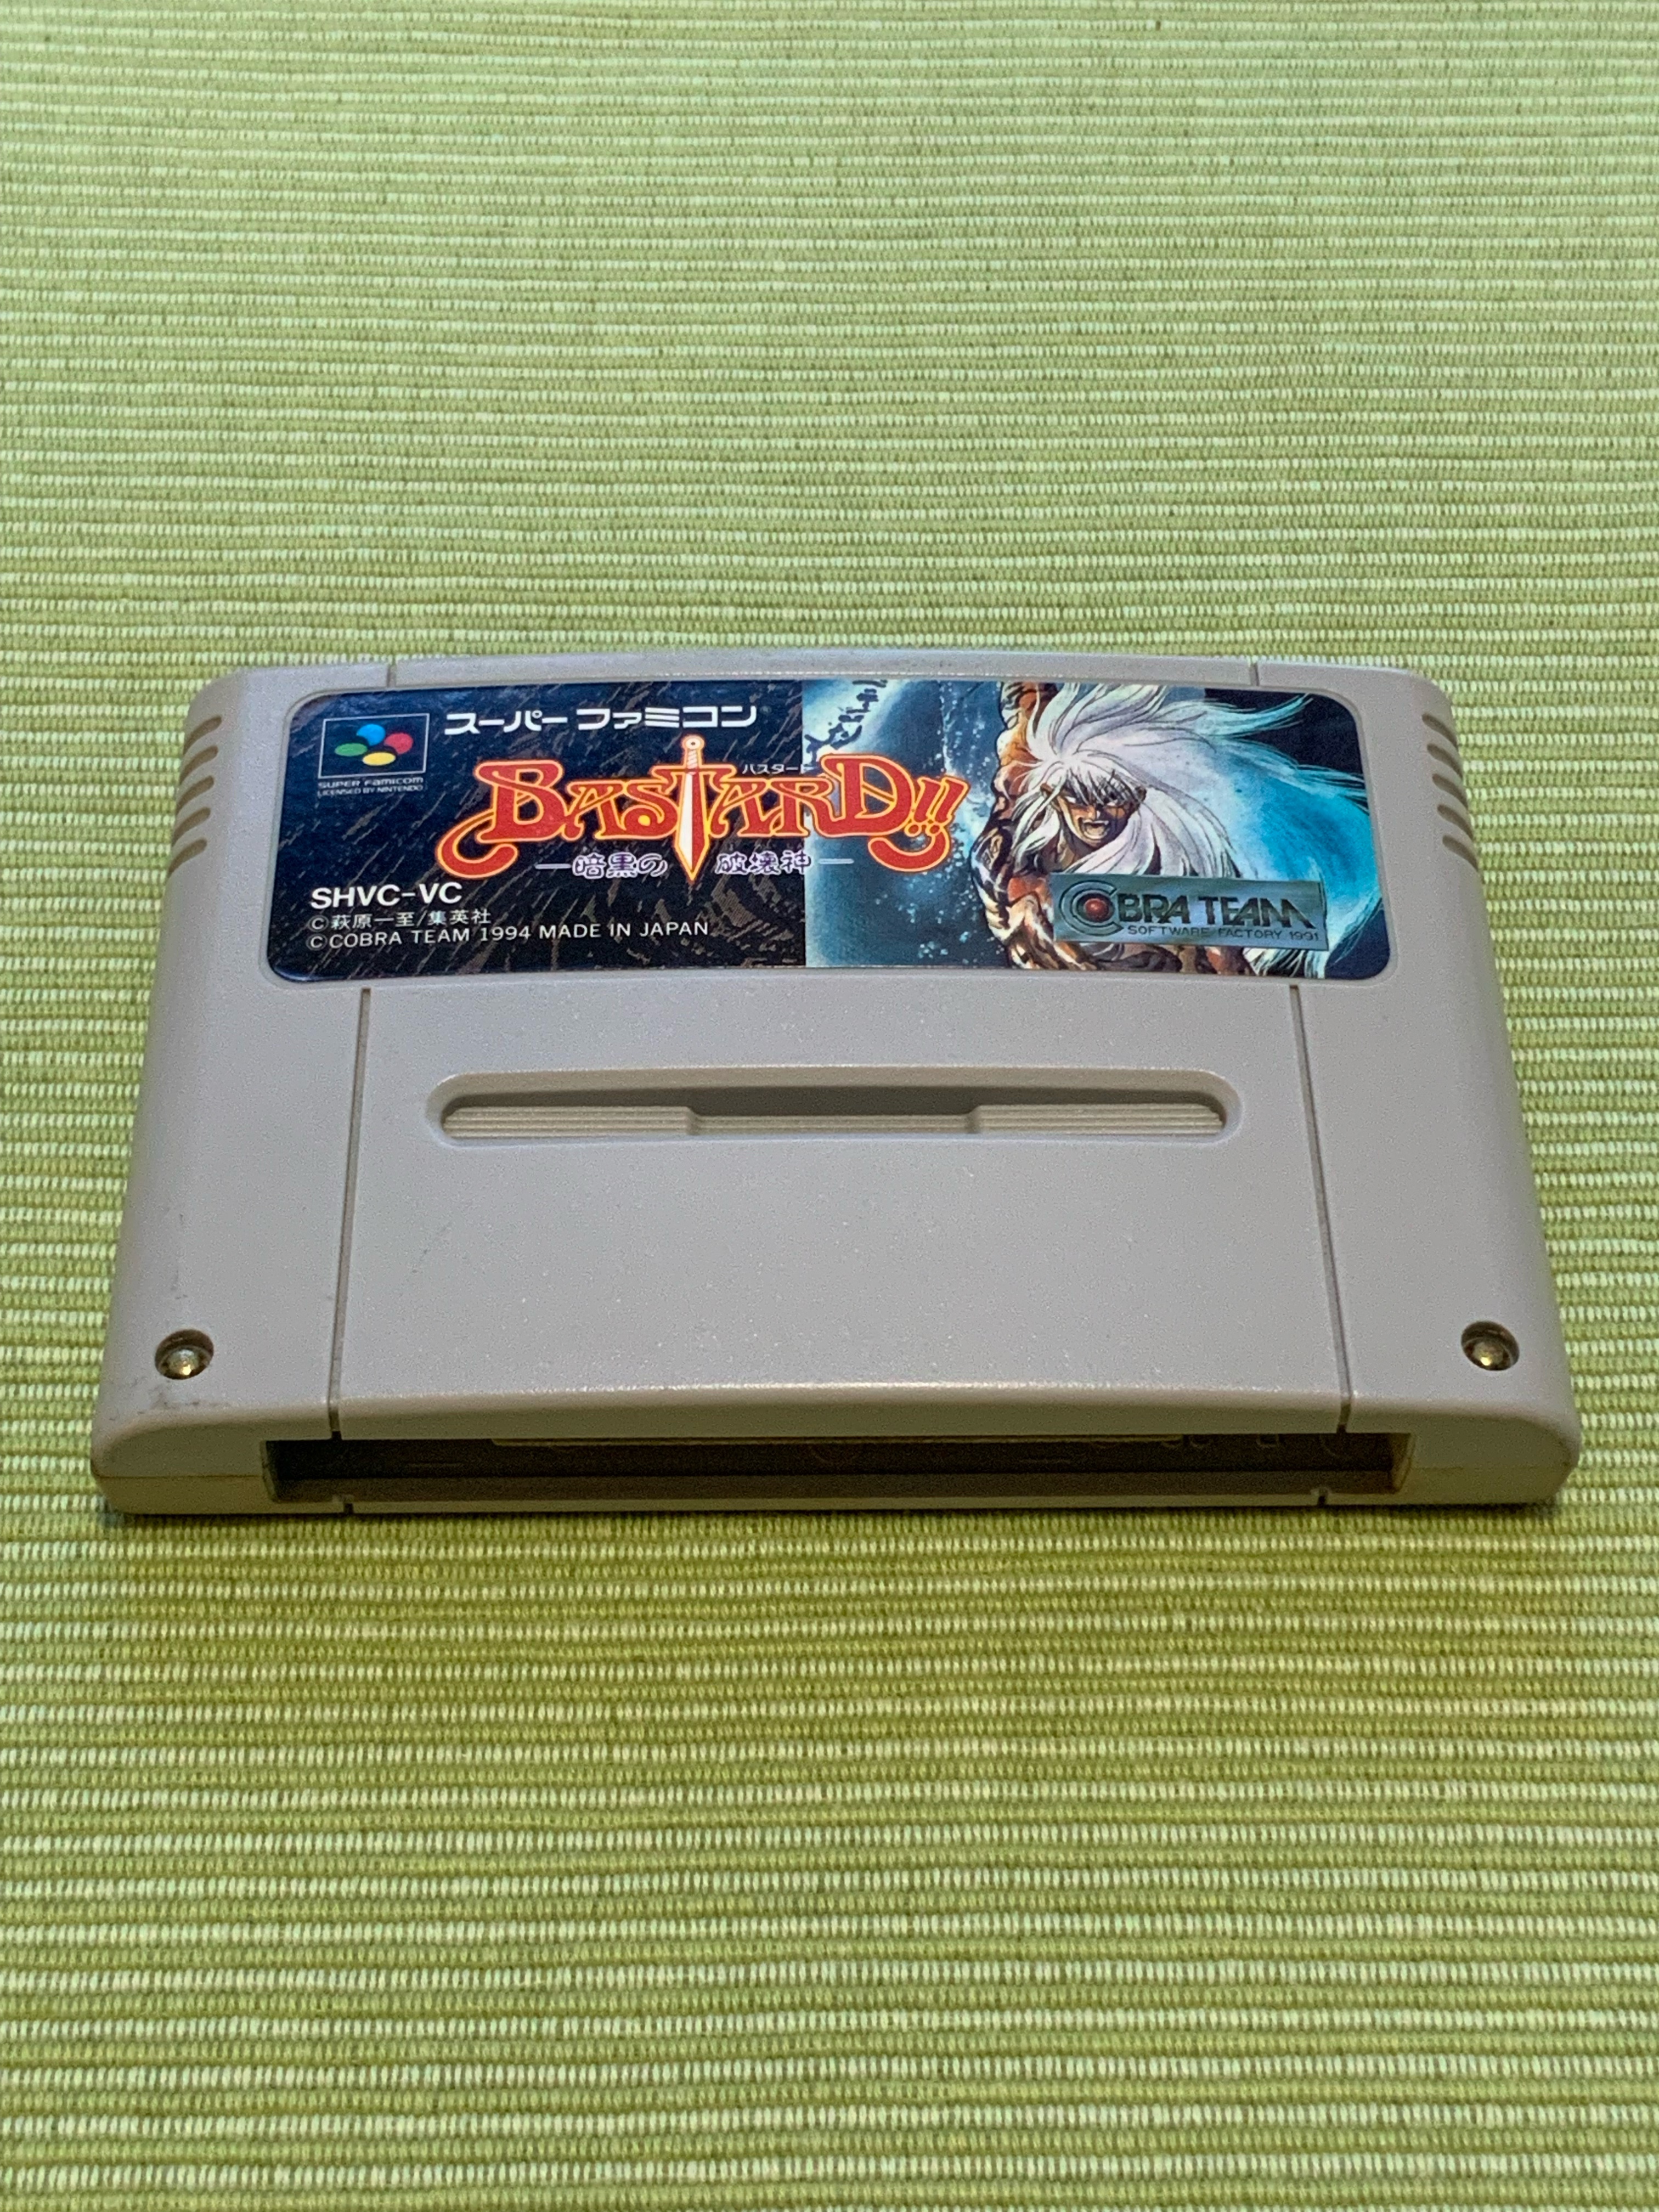 スーパー ファミコン
SUPER Famicom
LICENSED BY NINTENDO
バスタード
BASTARD!!
—暗黒の 破壊神—
SHVC-VC
©萩原一至/集英社
©COBRA TEAM 1994 MADE IN JAPAN
COBRA TEAM
SOFTWARE FACTORY 1991